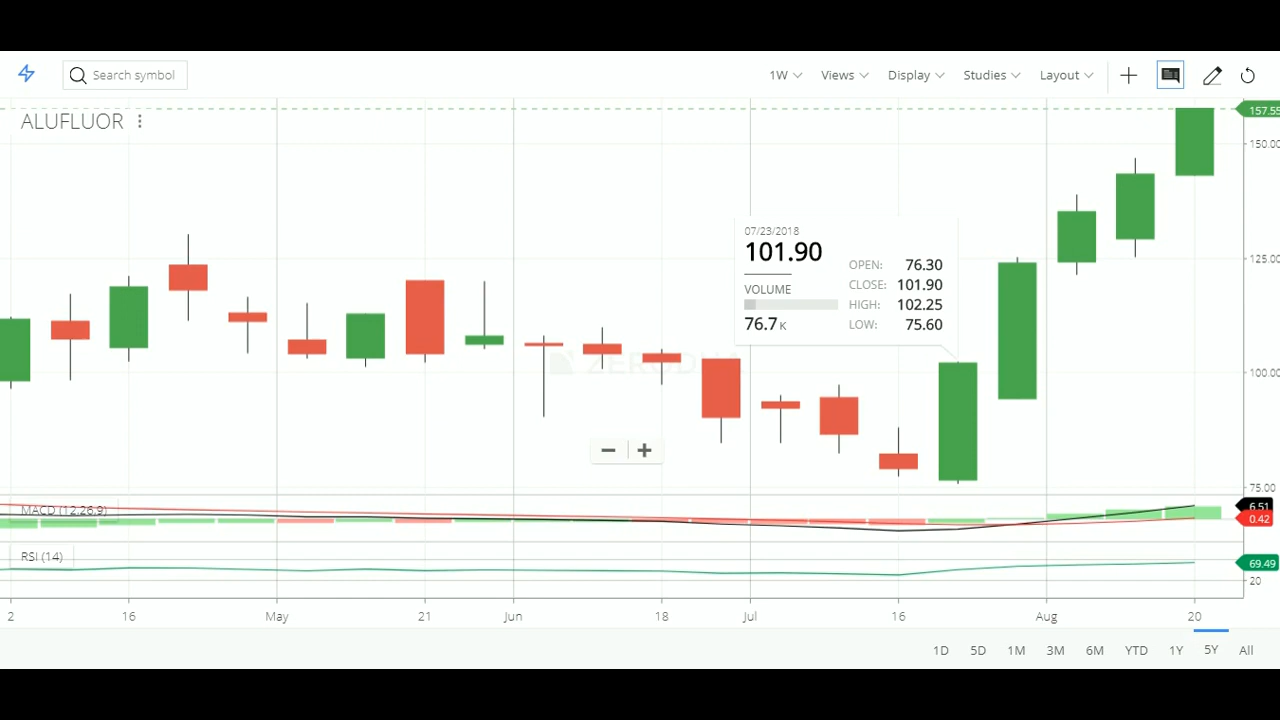 Search symbol
1W Views Display Studies Layout
ALUFLUOR
157.55
150.00
125.00
100.00
75.00
07/23/2018
101.90
VOLUME
76.7 K
OPEN: 76.30
CLOSE: 101.90
HIGH: 102.25
LOW: 75.60
MACD (12,26,9)
6.51
0.42
RSI (14)
69.49
20
2 16 May 21 Jun 18 Jul 16 Aug 20
1D 5D 1M 3M 6M YTD 1Y 5Y All